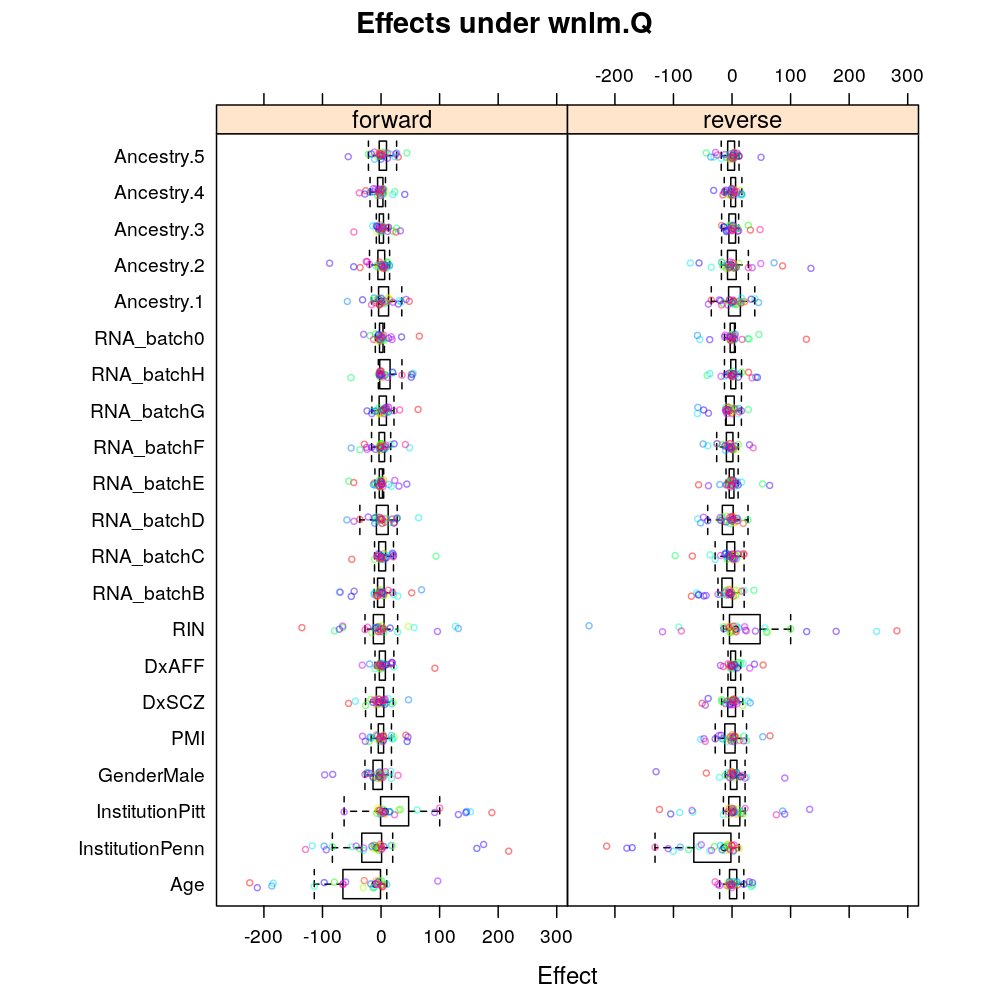 Effects under wnlm.Q
-200 -100 0 100 200 300
forward reverse
Ancestry.5
Ancestry.4
Ancestry.3
Ancestry.2
Ancestry.1
RNA_batch0
RNA_batchH
RNA_batchG
RNA_batchF
RNA_batchE
RNA_batchD
RNA_batchC
RNA_batchB
RIN
DxAFF
DxSCZ
PMI
GenderMale
InstitutionPitt
InstitutionPenn
Age
-200 -100 0 100 200 300
Effect